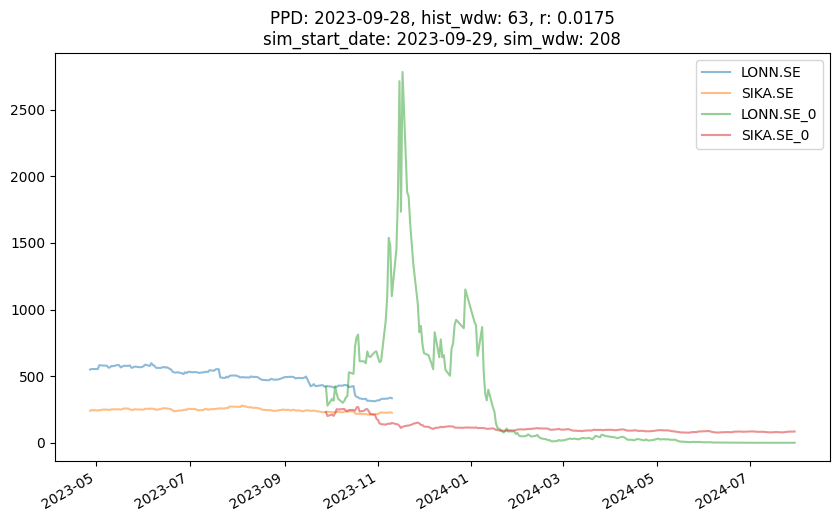 PPD: 2023-09-28, hist_wdw: 63, r: 0.0175
sim_start_date: 2023-09-29, sim_wdw: 208
LONN.SE
SIKA.SE
LONN.SE_0
SIKA.SE_0
2500
2000
1500
1000
500
0
2023-05
2023-07
2023-09
2023-11
2024-01
2024-03
2024-05
2024-07